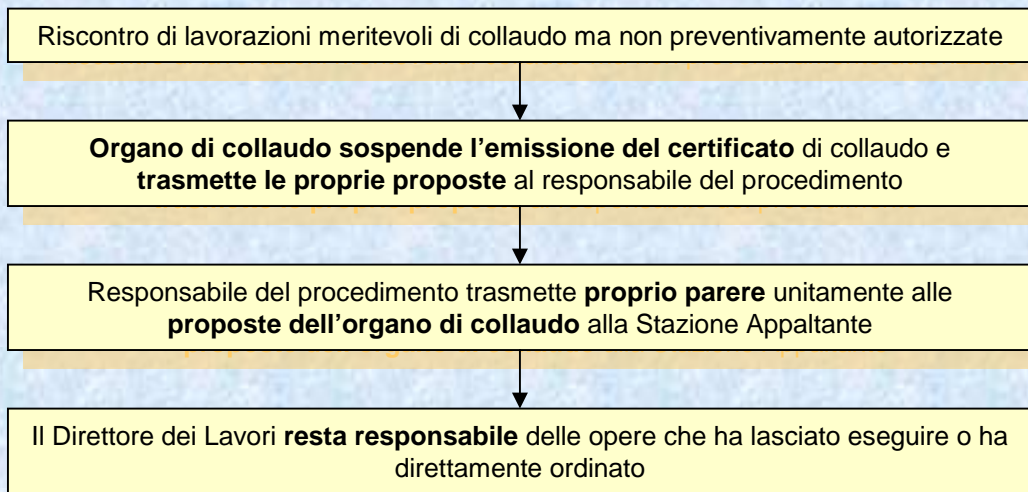 Riscontro di lavorazioni meritevoli di collaudo ma non preventivamente autorizzate
Organo di collaudo sospende l'emissione del certificato di collaudo e
trasmette le proprie proposte al responsabile del procedimento
Responsabile del procedimento trasmette proprio parere unitamente alle
proposte dell'organo di collaudo alla Stazione Appaltante
Il Direttore dei Lavori resta responsabile delle opere che ha lasciato eseguire o ha
direttamente ordinato